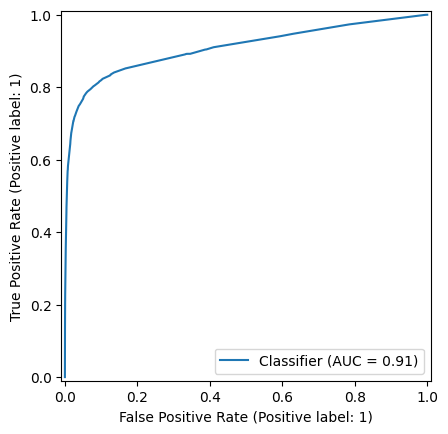 1.0
0.8
0.6
0.4
0.2
0.0
True Positive Rate (Positive label: 1)
Classifier (AUC = 0.91)
0.0 0.2 0.4 0.6 0.8 1.0
False Positive Rate (Positive label: 1)